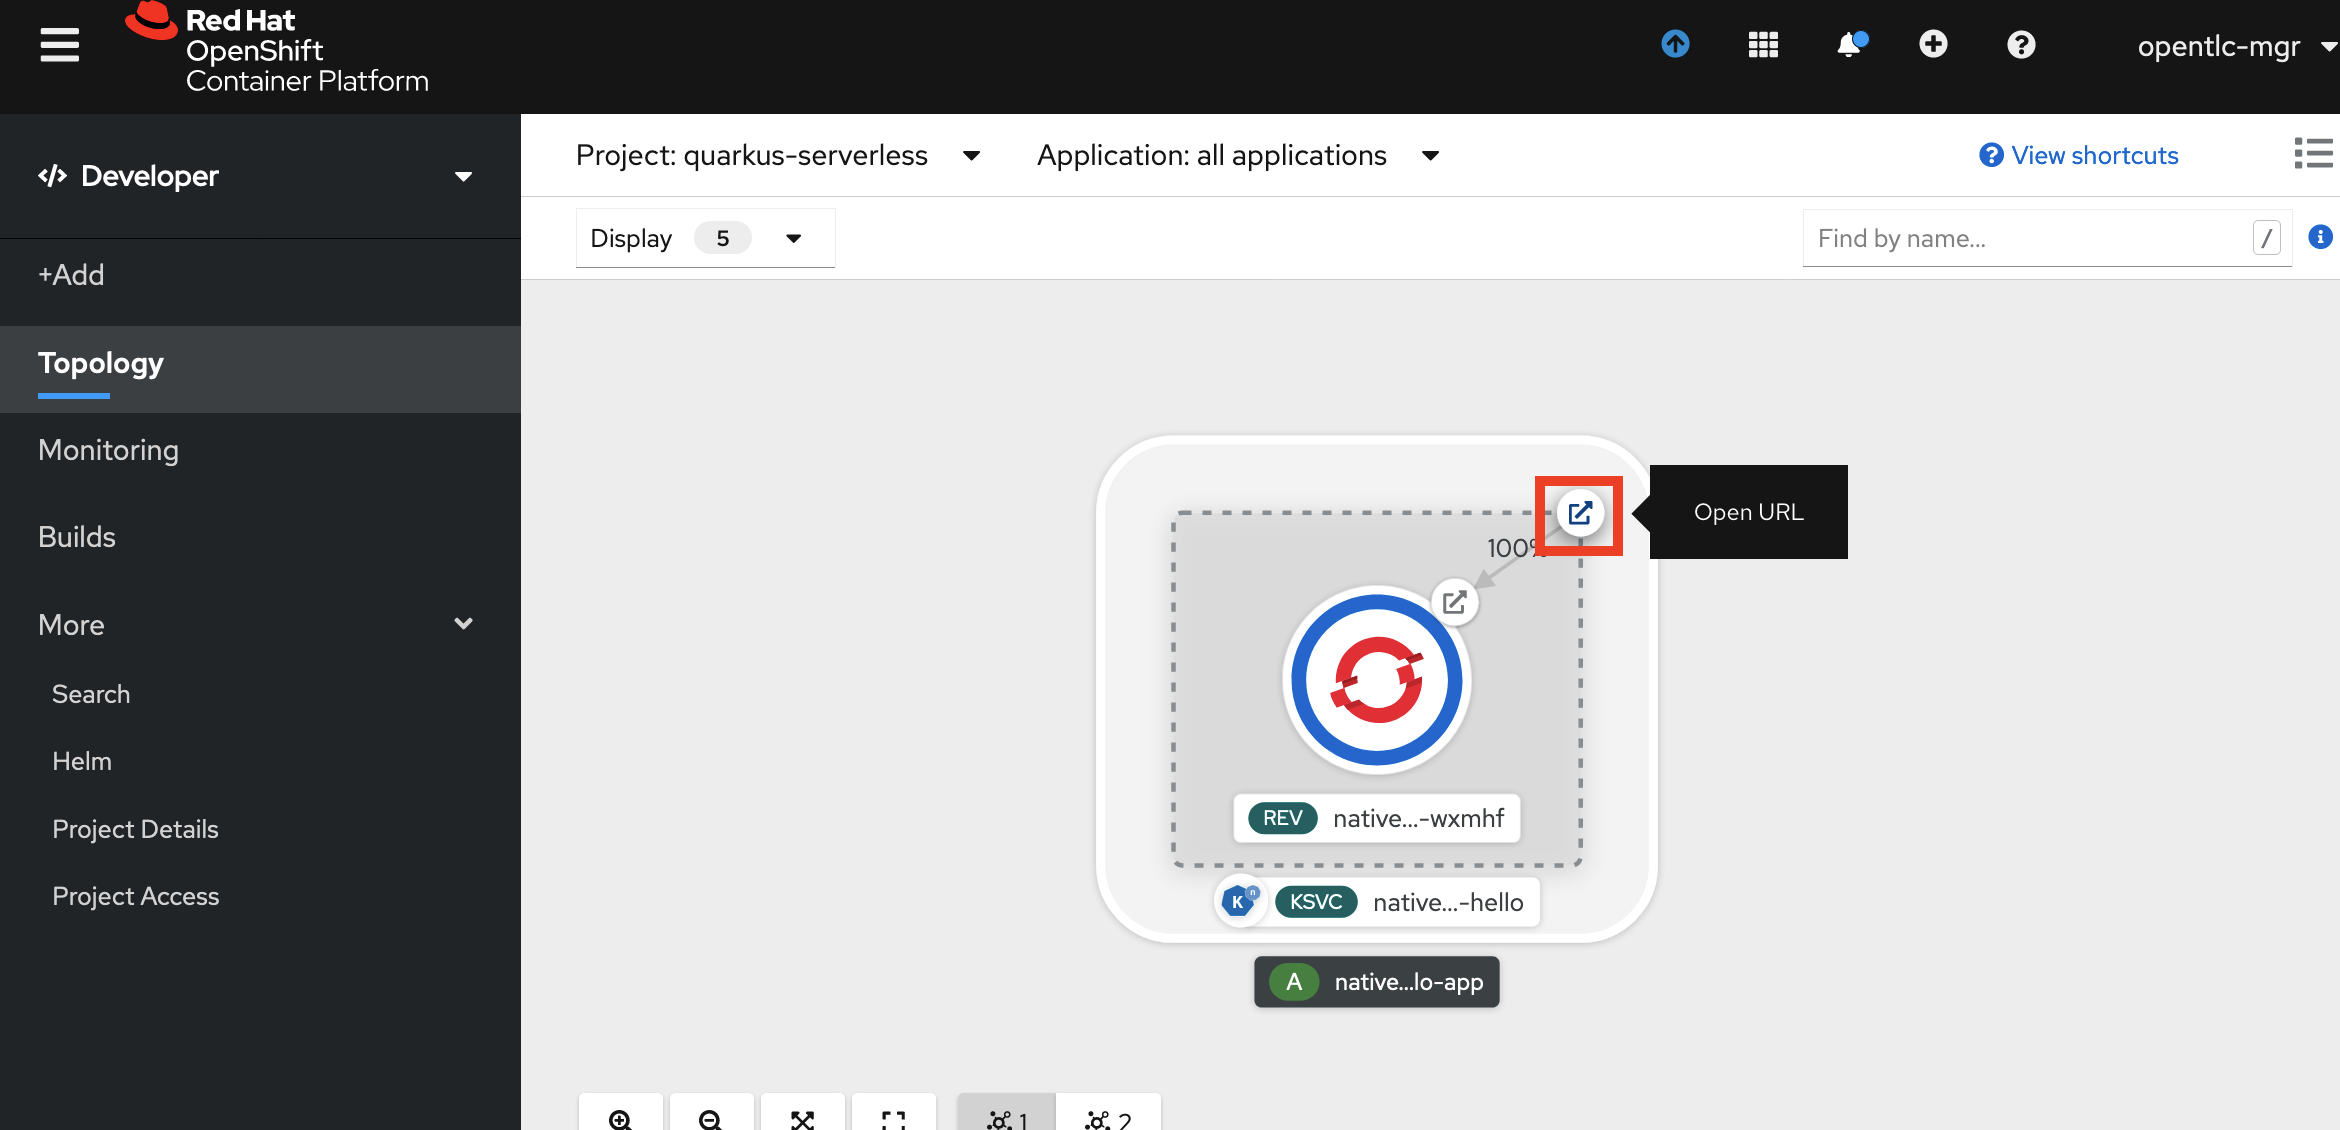 Red Hat
OpenShift
Container Platform
opentlc-mgr
Developer
+Add
Topology
Monitoring
Builds
More
Search
Helm
Project Details
Project Access
Project: quarkus-serverless
Application: all applications
View shortcuts
Display 5
Find by name...
/
Open URL
100%
REV native...-wxmhf
K n KSVC native...-hello
A native...lo-app
1
2